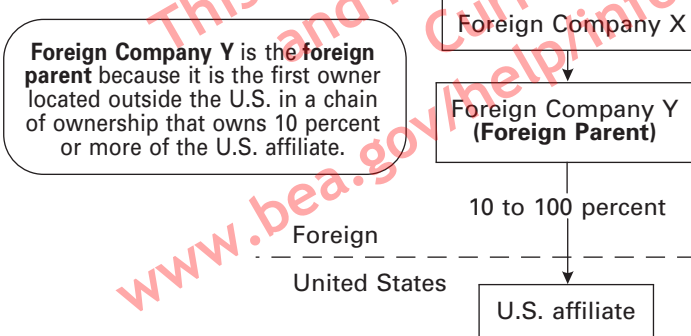 Foreign Company X
Foreign Company Y is the foreign
parent because it is the first owner
located outside the U.S. in a chain
of ownership that owns 10 percent
or more of the U.S. affiliate.
Foreign Company Y
(Foreign Parent)
10 to 100 percent
Foreign
United States
U.S. affiliate
This
and
www.bea.gov/help/